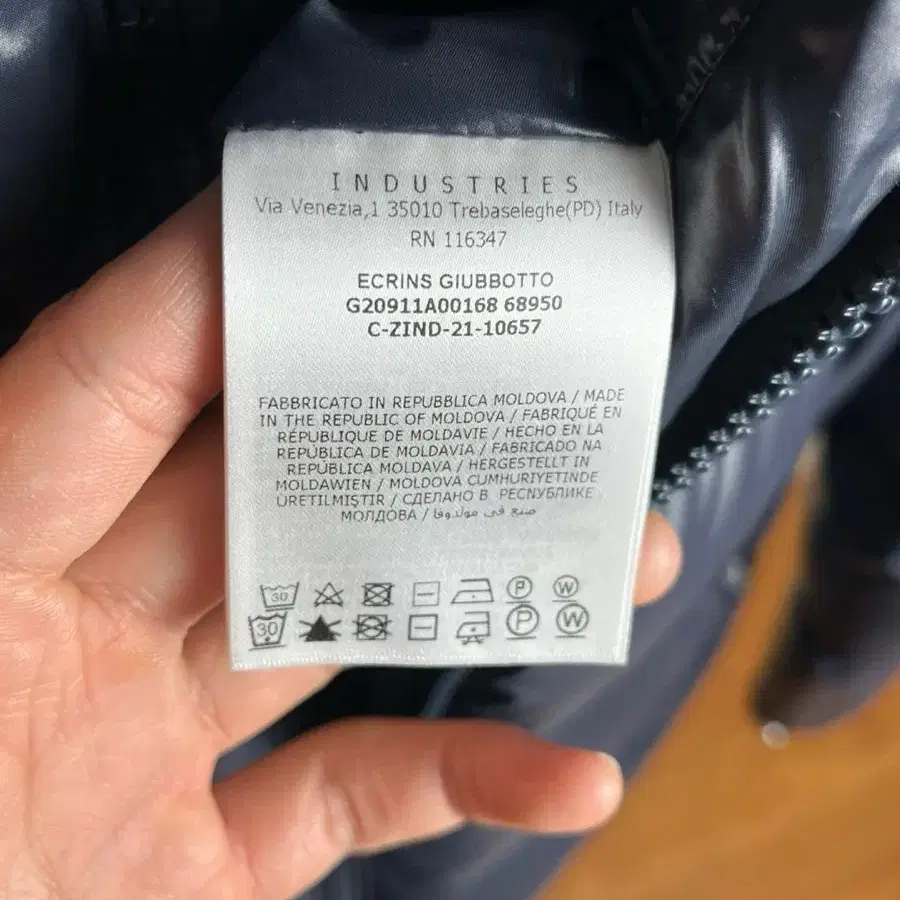 INDUSTRIES
Via Venezia,1 35010 Trebaseleghe(PD) Italy
RN 116347
ECRINS GIUBBOTTO
G20911A00168 68950
C-ZIND-21-10657
FABBRICATO IN REPUBBLICA MOLDOVA / MADE
IN THE REPUBLIC OF MOLDOVA / FABRIQUÉ EN
RÉPUBLIQUE DE MOLDAVIE / HECHO EN LA
REPÚBLICA DE MOLDAVIA / FABRICADO NA
REPÚBLICA MOLDAVA / HERGESTELLT IN
MOLDAWIEN / MOLDOVA CUMHURIYETINDE
ÜRETILMIŞTIR / СДЕЛАНО В РЕСПУБЛИКЕ
МОЛДОВА / صنع في مولدوفا
30 P W
30 P W